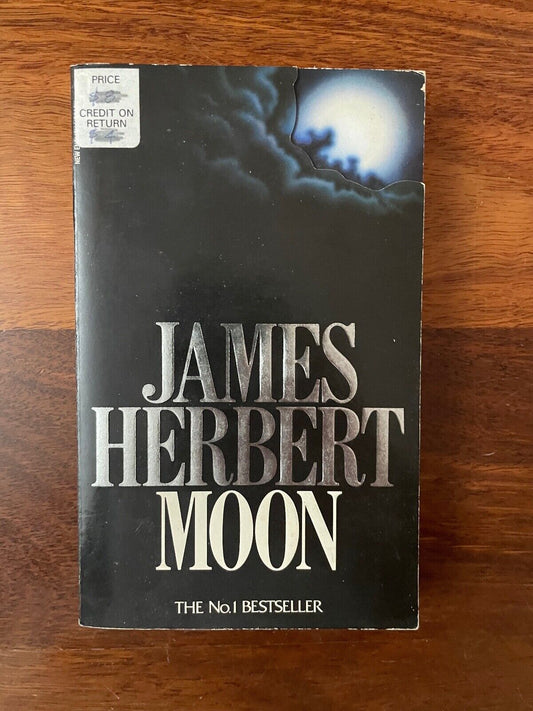 PRICE
CREDIT ON
RETURN
JAMES
HERBERT
MOON
THE No.1 BESTSELLER